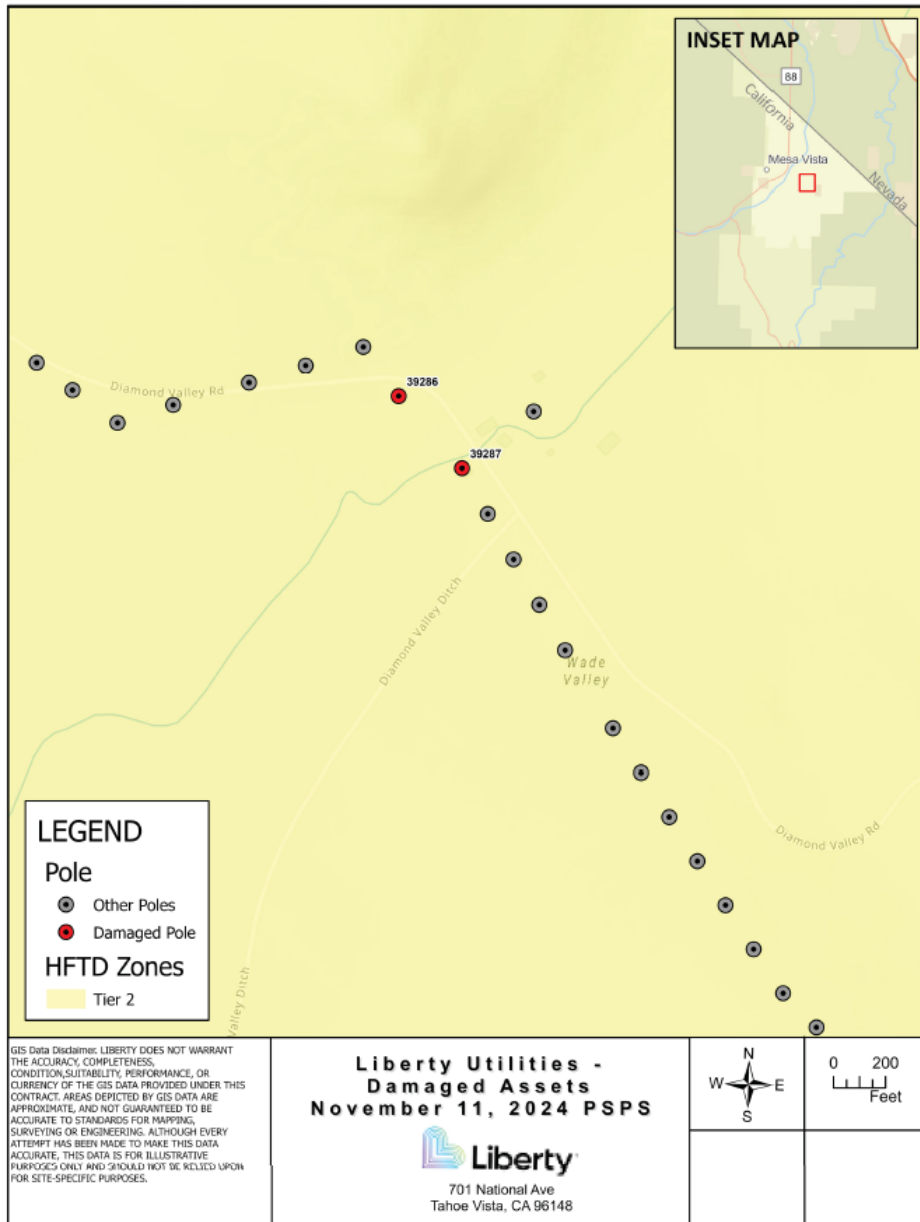 INSET MAP
88
California
Mesa Vista
Nevada
Diamond Valley Rd
39286
39287
Diamond Valley Ditch
Wade
Valley
Diamond Valley Rd
Valley Ditch
LEGEND
Pole
Other Poles
Damaged Pole
HFTD Zones
Tier 2
GIS Data Disclaimer: LIBERTY DOES NOT WARRANT
THE ACCURACY, COMPLETENESS,
CONDITION,SUITABILITY, PERFORMANCE, OR
CURRENCY OF THE GIS DATA PROVIDED UNDER THIS
CONTRACT. AREAS DEPICTED BY GIS DATA ARE
APPROXIMATE, AND NOT GUARANTEED TO BE
ACCURATE TO STANDARDS FOR MAPPING,
SURVEYING OR ENGINEERING. ALTHOUGH EVERY
ATTEMPT HAS BEEN MADE TO MAKE THIS DATA
ACCURATE, THIS DATA IS FOR ILLUSTRATIVE
PURPOSES ONLY AND SHOULD NOT BE RELIED UPON
FOR SITE-SPECIFIC PURPOSES.
Liberty Utilities -
Damaged Assets
November 11, 2024 PSPS
Liberty
701 National Ave
Tahoe Vista, CA 96148
N
W E
S
0 200
Feet